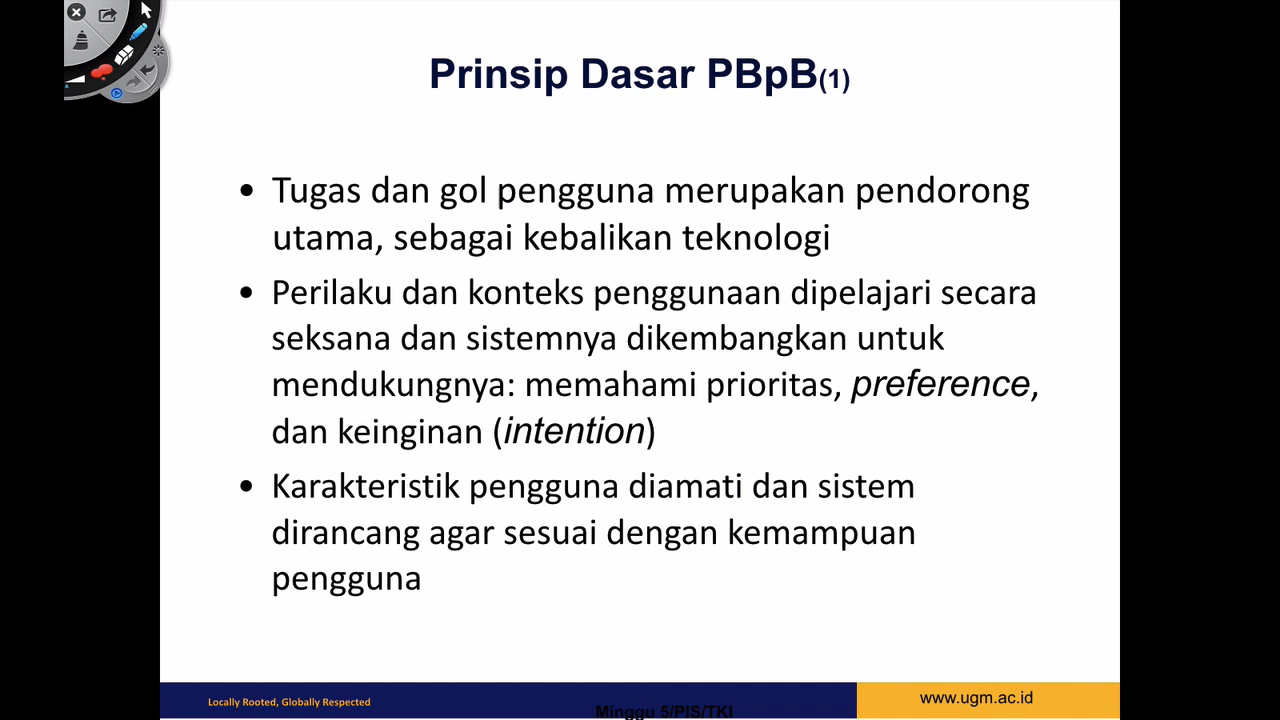 Prinsip Dasar PBpB(1)
• Tugas dan gol pengguna merupakan pendorong
utama, sebagai kebalikan teknologi
• Perilaku dan konteks penggunaan dipelajari secara
seksana dan sistemnya dikembangkan untuk
mendukungnya: memahami prioritas, preference,
dan keinginan (intention)
• Karakteristik pengguna diamati dan sistem
dirancang agar sesuai dengan kemampuan
pengguna
Locally Rooted, Globally Respected
Minggu 5/PIS/TKI
www.ugm.ac.id